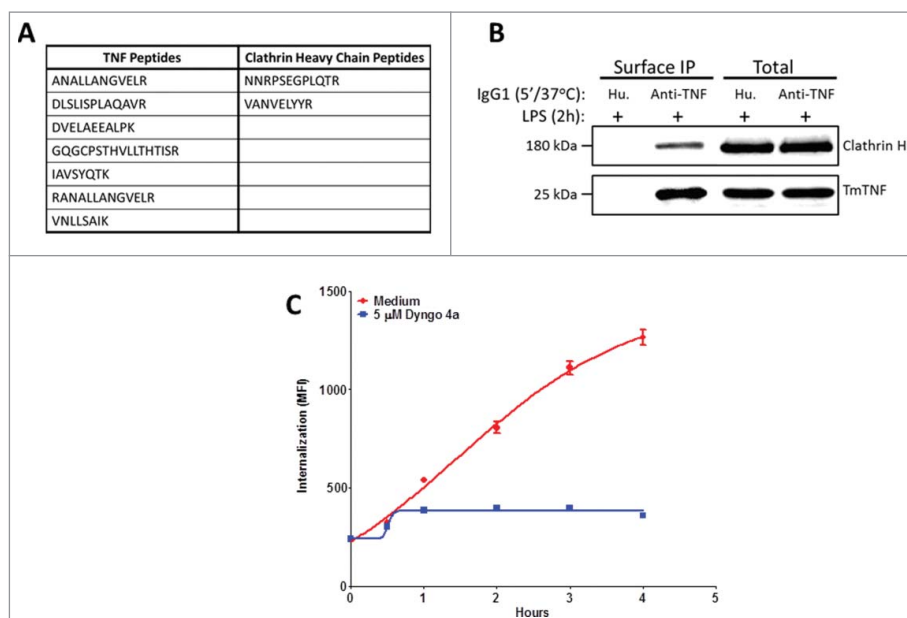 A
TNF Peptides Clathrin Heavy Chain Peptides
ANALLANGVELR NNRPSEGPLQTR
DLSLISPLAQAVR VANVELYYR
DVELAEEALPK
GQGCPSTHVLLTHTISR
IAVSYQTK
RANALLANGVELR
VNLLSAIK
B
Surface IP Total
IgG1 (5'/37°C): Hu. Anti-TNF Hu. Anti-TNF
LPS (2h): + + + +
180 kDa Clathrin H
25 kDa TmTNF
C
Medium
5 µM Dyngo 4a
Internalization (MFI)
1500
1000
500
0
0 1 2 3 4 5
Hours